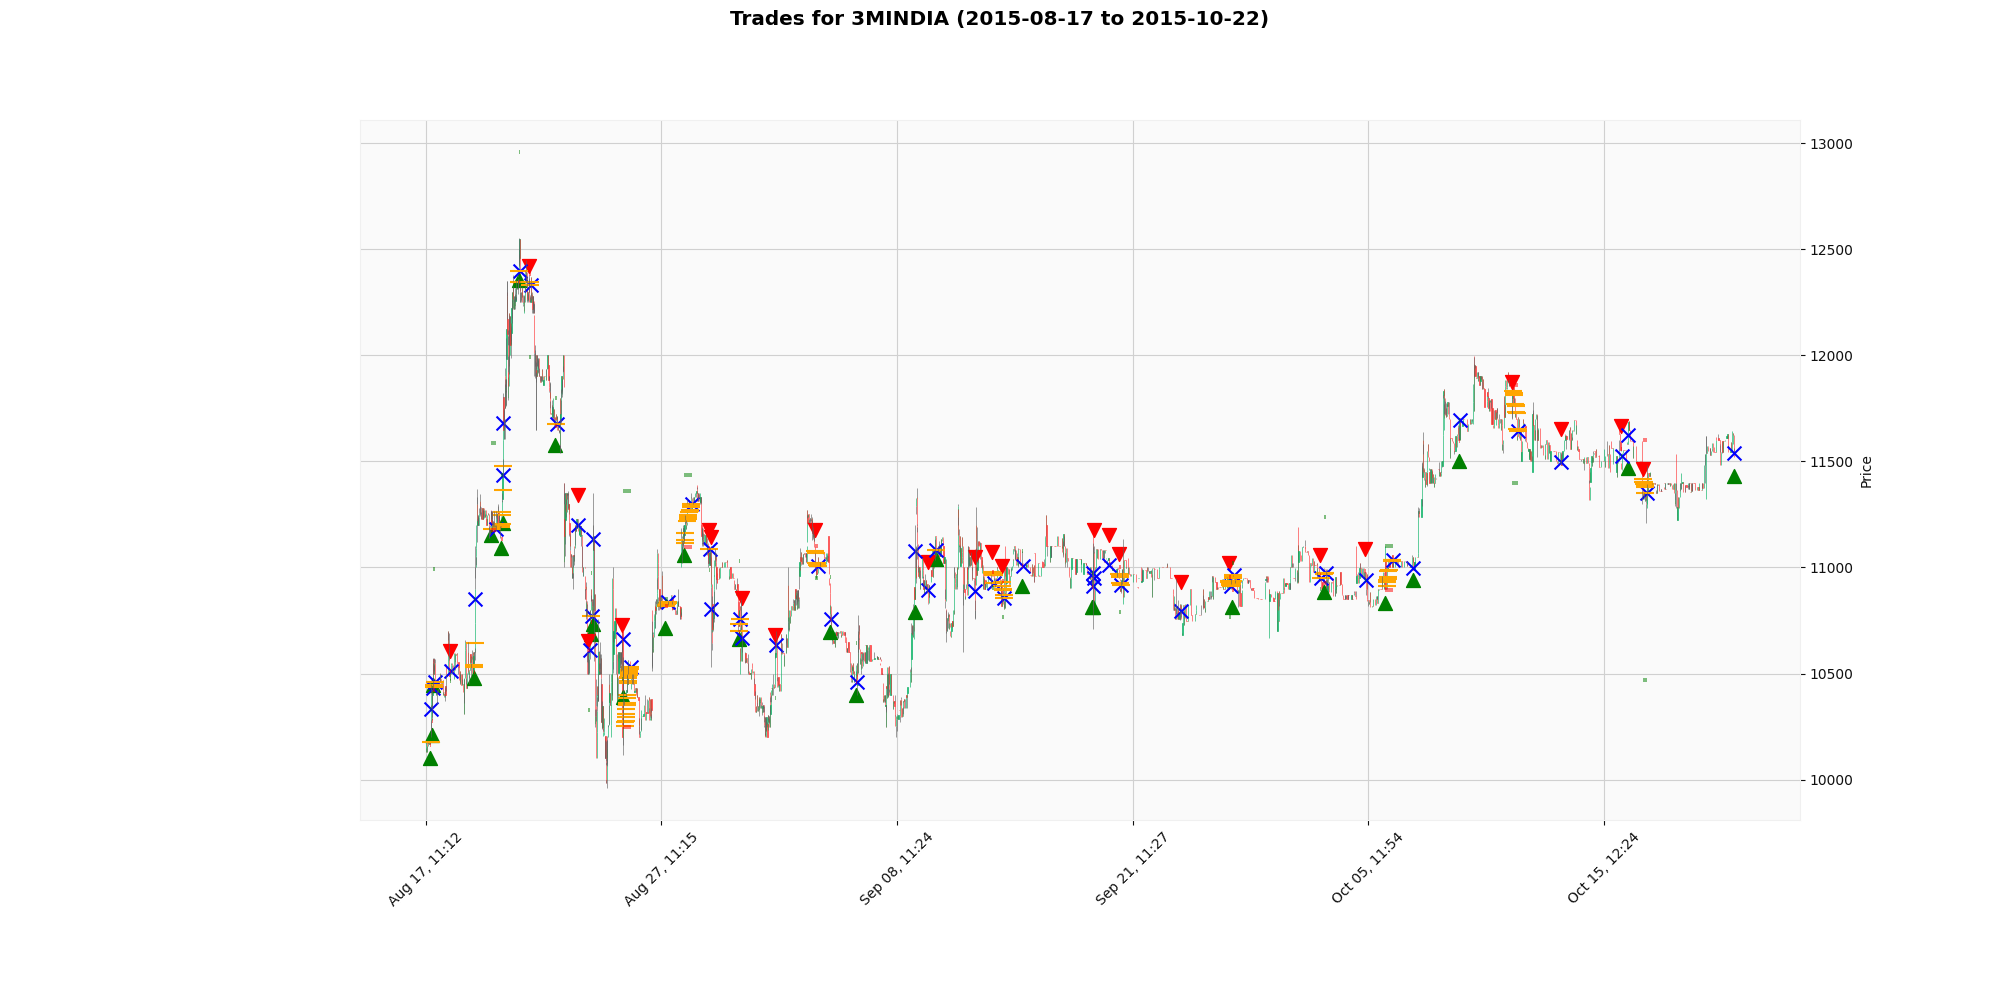 Trades for 3MINDIA (2015-08-17 to 2015-10-22)
13000
12500
12000
11500
11000
10500
10000
Price
Aug 17, 11:12
Aug 27, 11:15
Sep 08, 11:24
Sep 21, 11:27
Oct 05, 11:54
Oct 15, 12:24